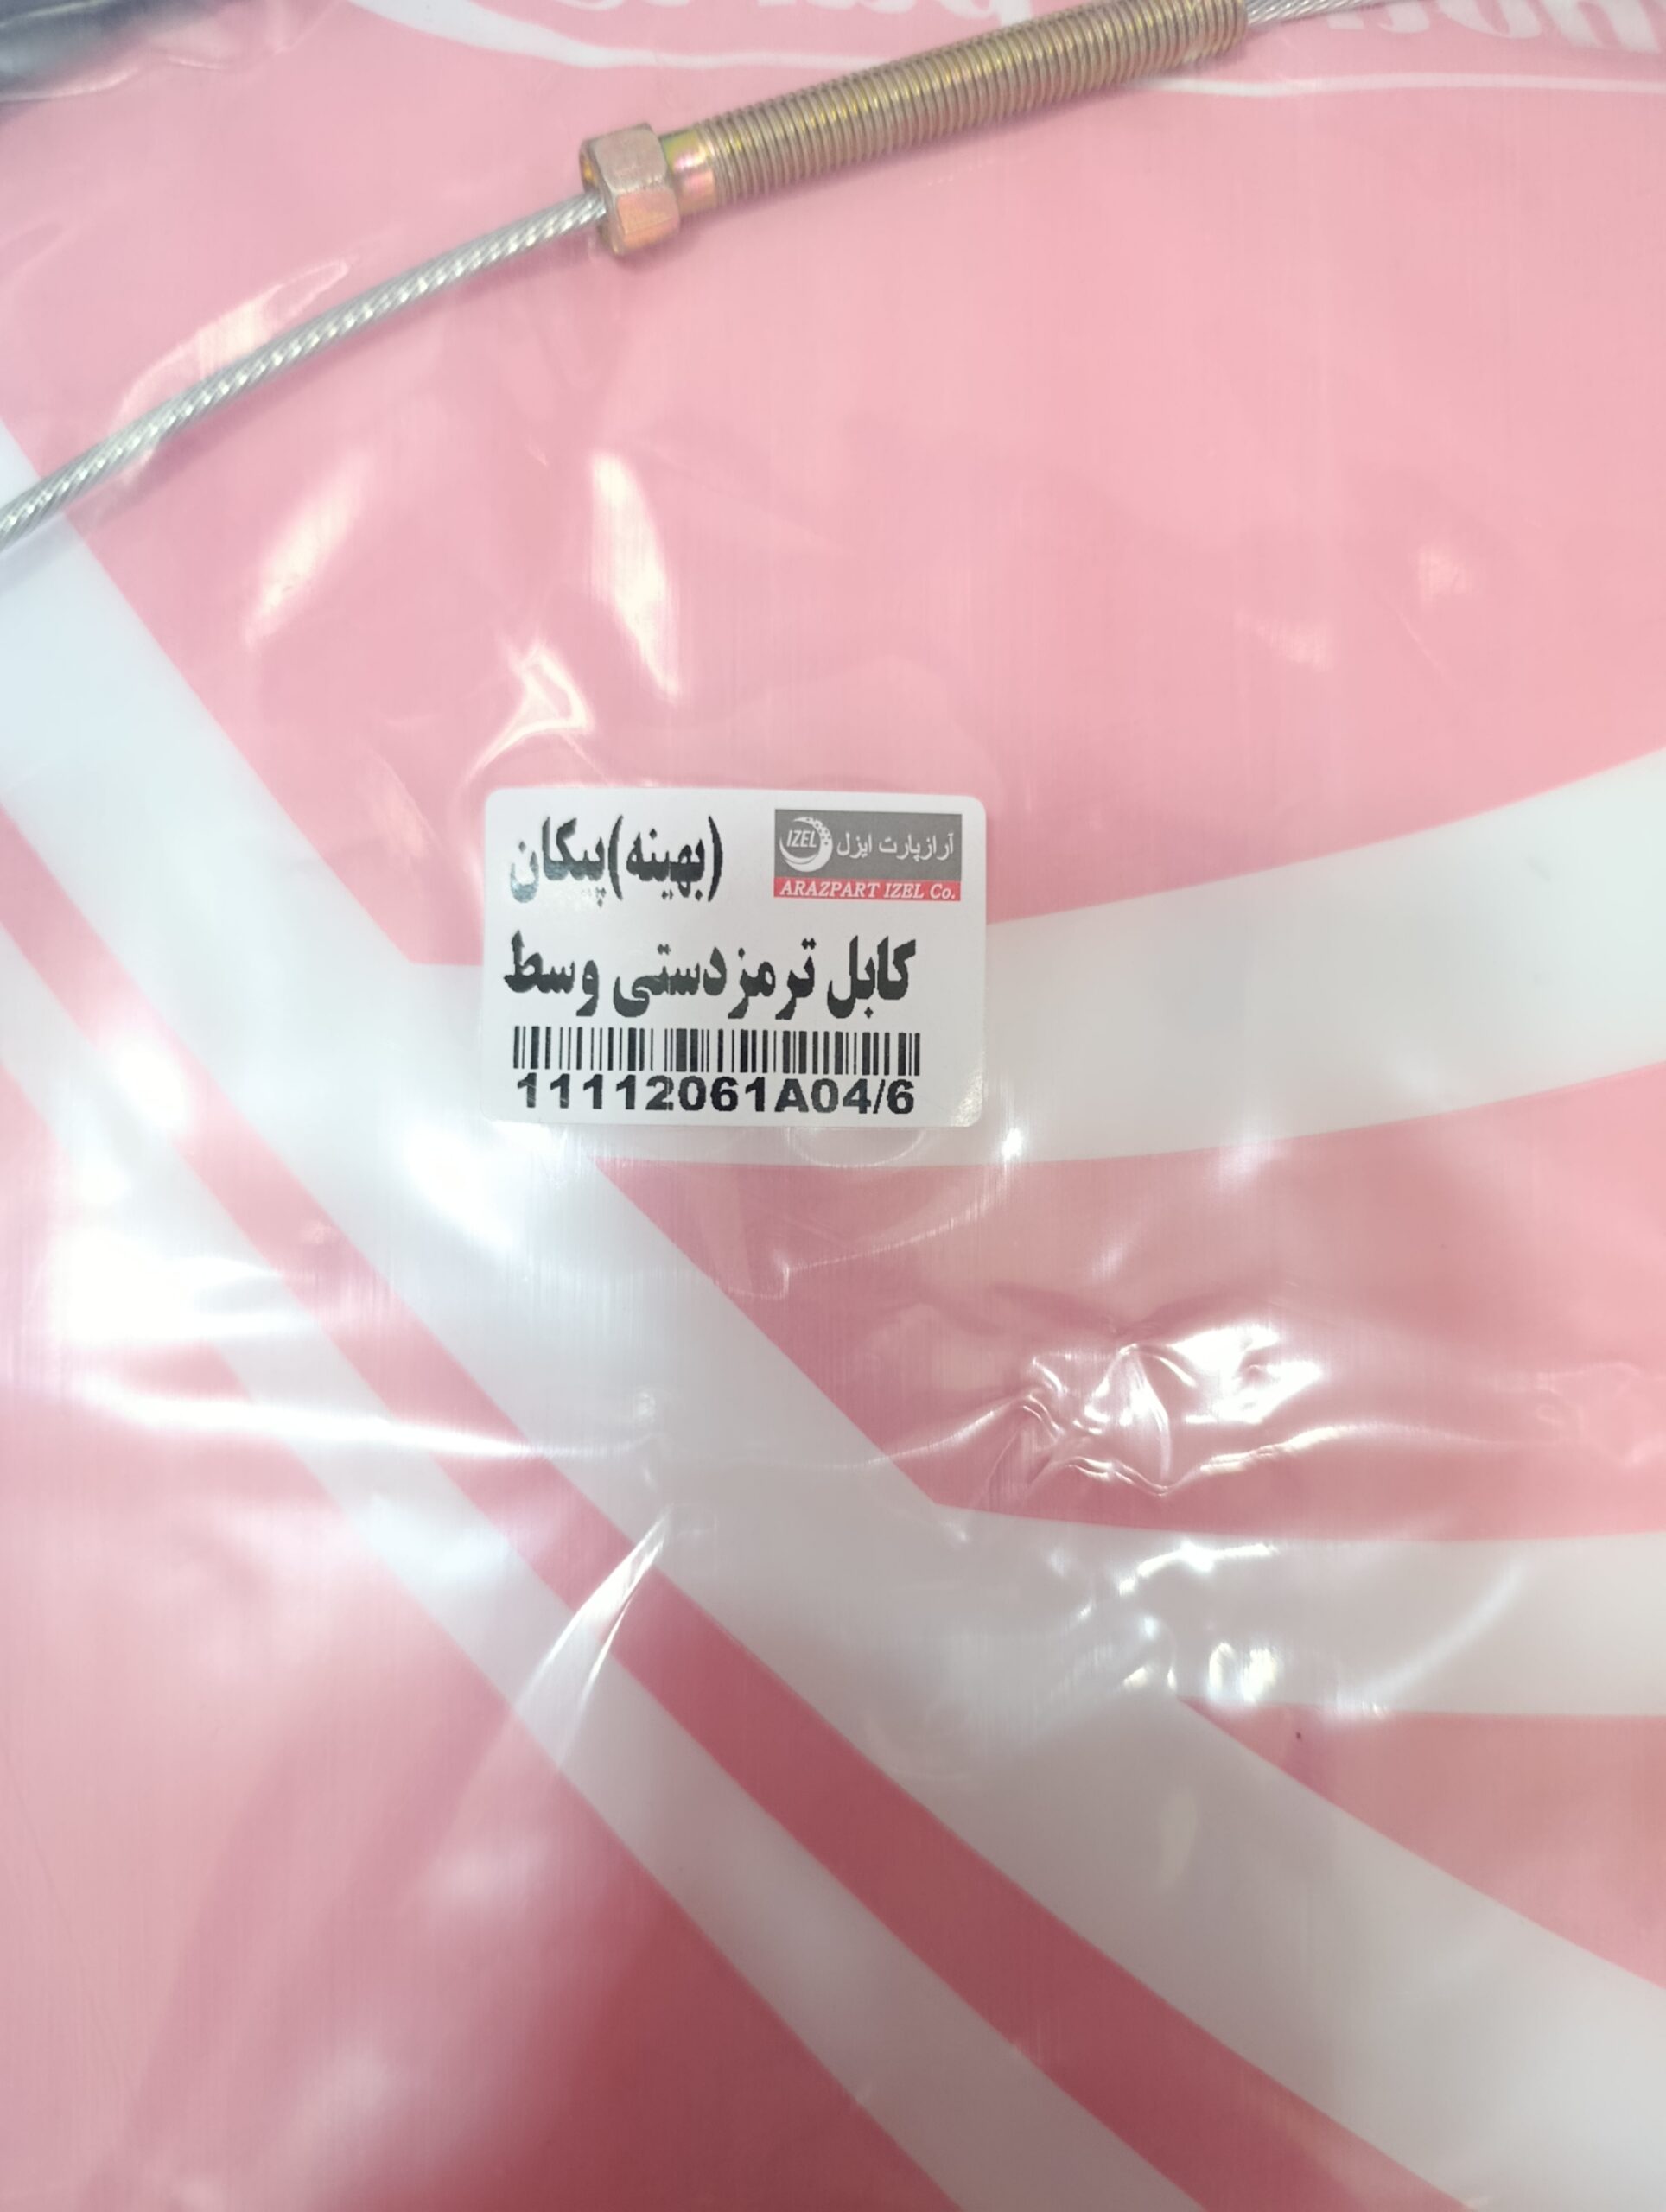 آرازپارت ایزل
IZEL
ARAZPART IZEL Co.
(بهینه)پیکان
کابل ترمزدستی وسط
11112061A04/6